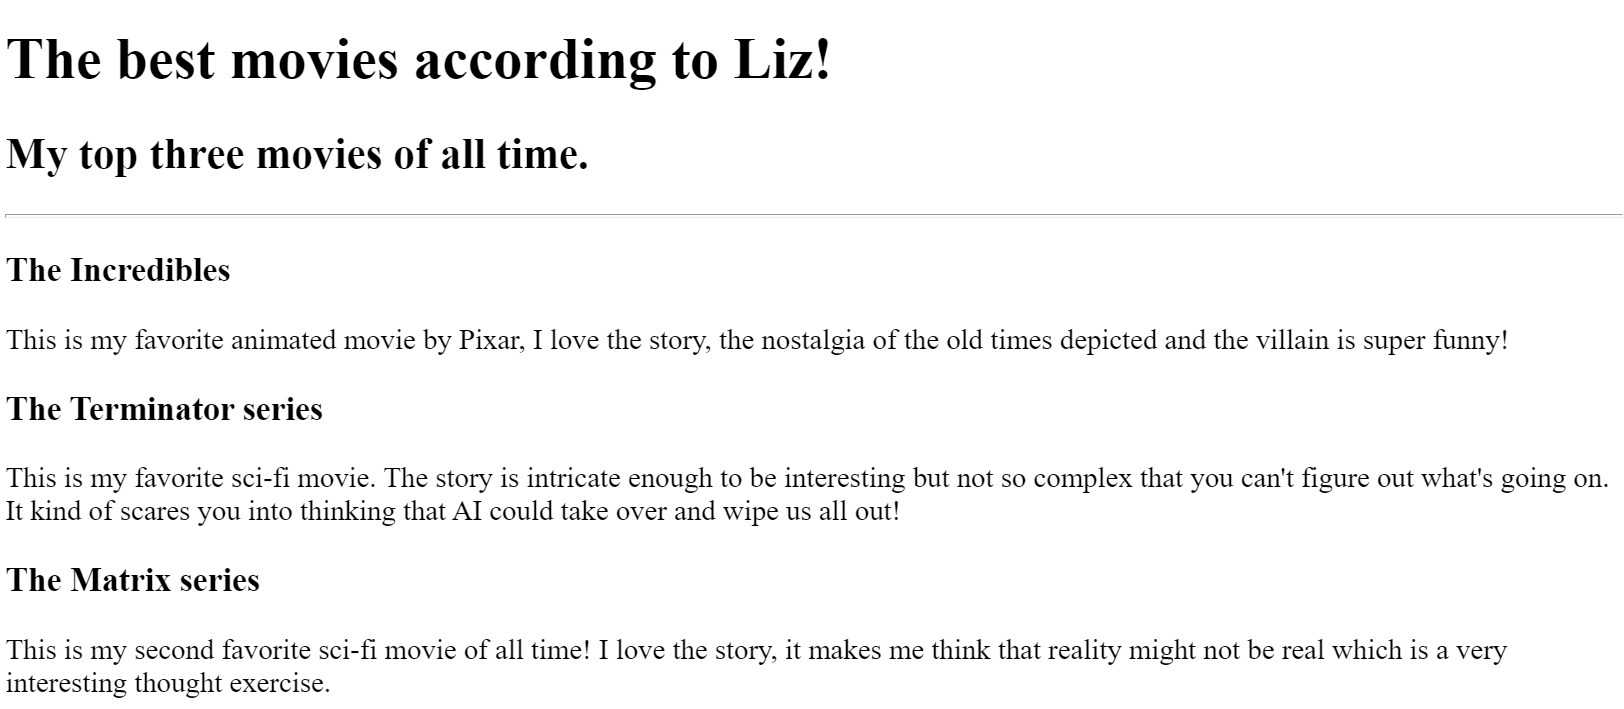 The best movies according to Liz!
My top three movies of all time.
The Incredibles
This is my favorite animated movie by Pixar, I love the story, the nostalgia of the old times depicted and the villain is super funny!
The Terminator series
This is my favorite sci-fi movie. The story is intricate enough to be interesting but not so complex that you can't figure out what's going on.
It kind of scares you into thinking that AI could take over and wipe us all out!
The Matrix series
This is my second favorite sci-fi movie of all time! I love the story, it makes me think that reality might not be real which is a very
interesting thought exercise.